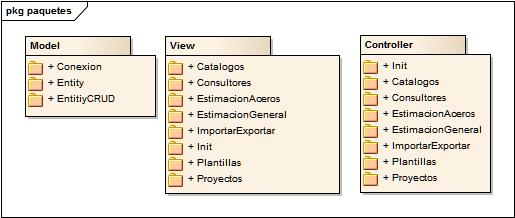 pkg paquetes
Model
+ Conexion
+ Entity
+ EntitiyCRUD
View
+ Catalogos
+ Consultores
+ EstimacionAceros
+ EstimacionGeneral
+ ImportarExportar
+ Init
+ Plantillas
+ Proyectos
Controller
+ Init
+ Catalogos
+ Consultores
+ EstimacionAceros
+ EstimacionGeneral
+ ImportarExportar
+ Plantillas
+ Proyectos